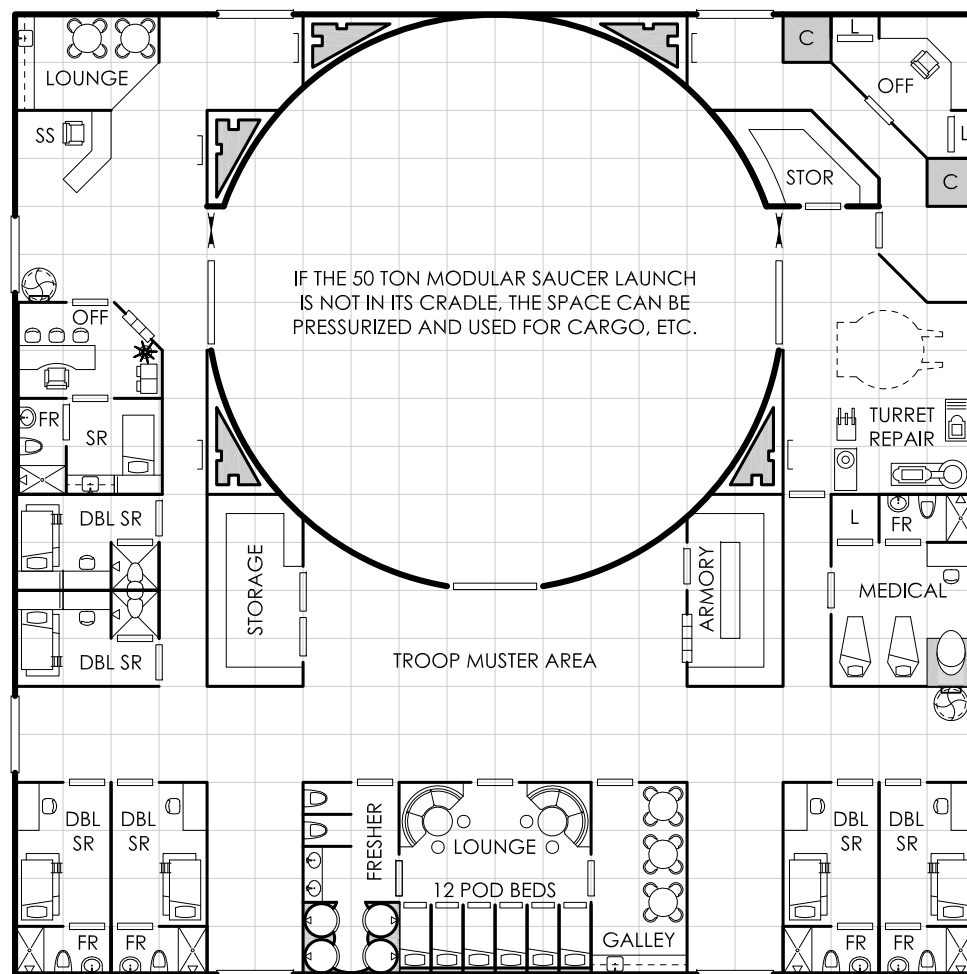 C
L
OFF
LOUNGE
SS
L
C
STOR
IF THE 50 TON MODULAR SAUCER LAUNCH
IS NOT IN ITS CRADLE, THE SPACE CAN BE
PRESSURIZED AND USED FOR CARGO, ETC.
OFF
FR
SR
TURRET
REPAIR
DBL SR
L
FR
STORAGE
ARMORY
MEDICAL
DBL SR
TROOP MUSTER AREA
DBL
SR
DBL
SR
FRESHER
LOUNGE
12 POD BEDS
DBL
SR
DBL
SR
FR
FR
GALLEY
FR
FR